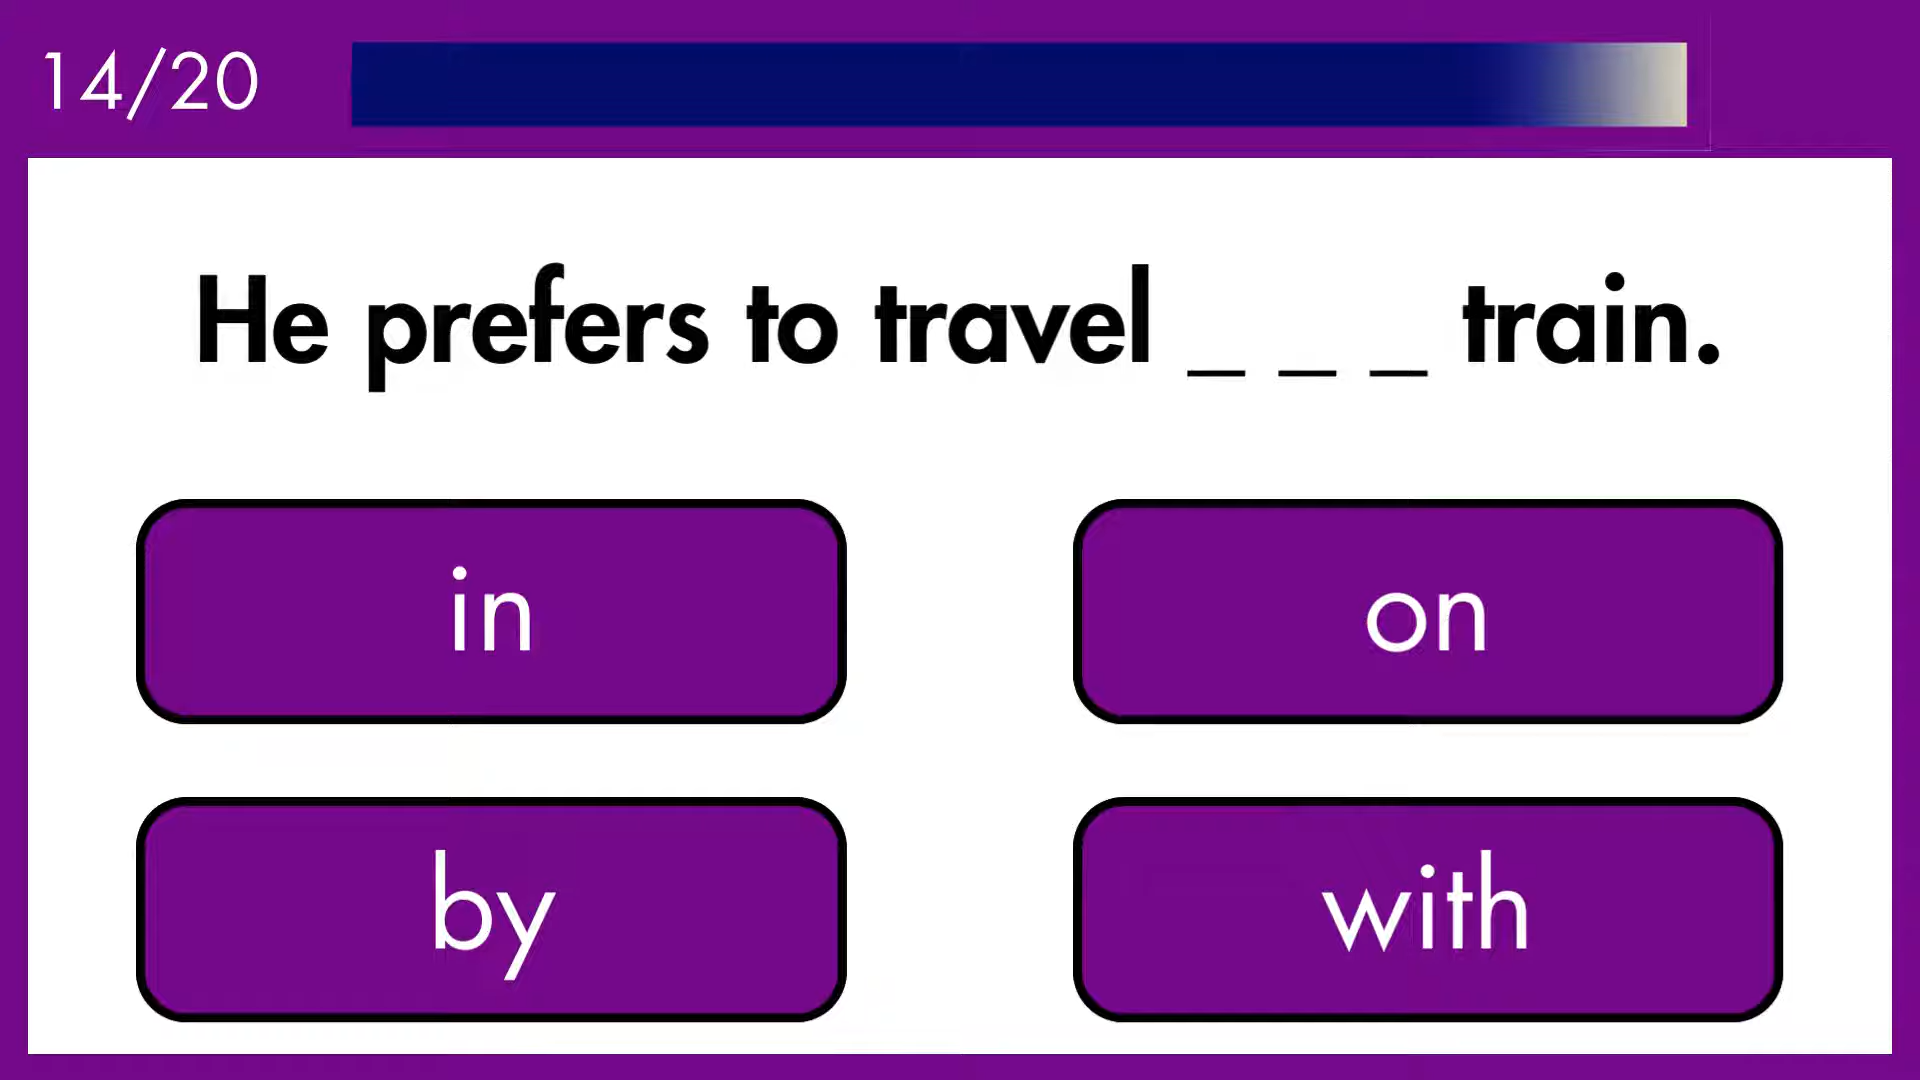 14/20
He prefers to travel _ _ _ train.
in
on
by
with